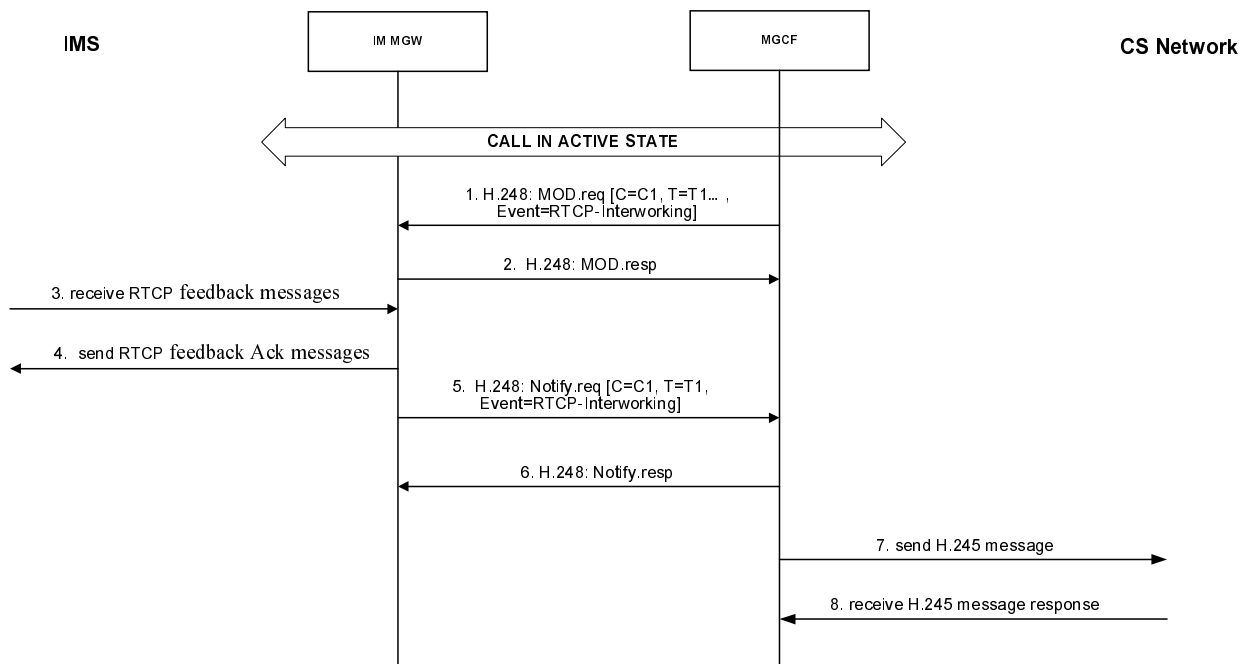 IMS
IM MGW
MGCF
CS Network
CALL IN ACTIVE STATE
1. H.248: MOD.req [C=C1, T=T1... ,
Event=RTCP-Interworking]
2. H.248: MOD.resp
3. receive RTCP feedback messages
4. send RTCP feedback Ack messages
5. H.248: Notify.req [C=C1, T=T1,
Event=RTCP-Interworking]
6. H.248: Notify.resp
7. send H.245 message
8. receive H.245 message response